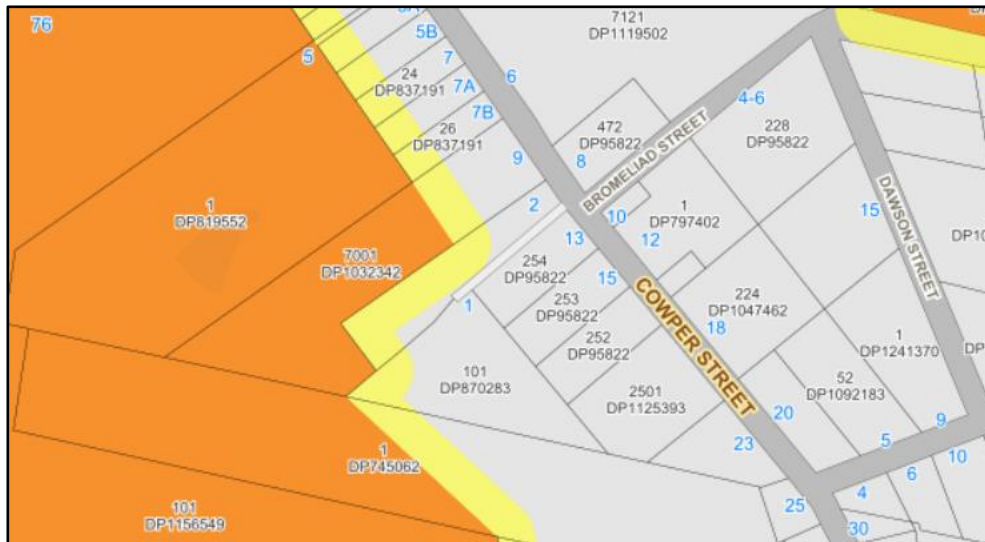 76
5
5B
7
7A
7B
6
9
24
DP837191
26
DP837191
7121
DP1119502
472
DP95822
8
BROMELIAD STREET
4-6
228
DP95822
15
DAWSON STREET
1
DP819552
7001
DP1032342
2
10
12
1
DP797402
13
254
DP95822
15
253
DP95822
252
DP95822
1
COWPER STREET
18
224
DP1047462
1
DP1241370
101
DP870283
2501
DP1125393
52
DP1092183
20
23
5
9
1
DP745062
101
DP1156549
25
4
6
10
30